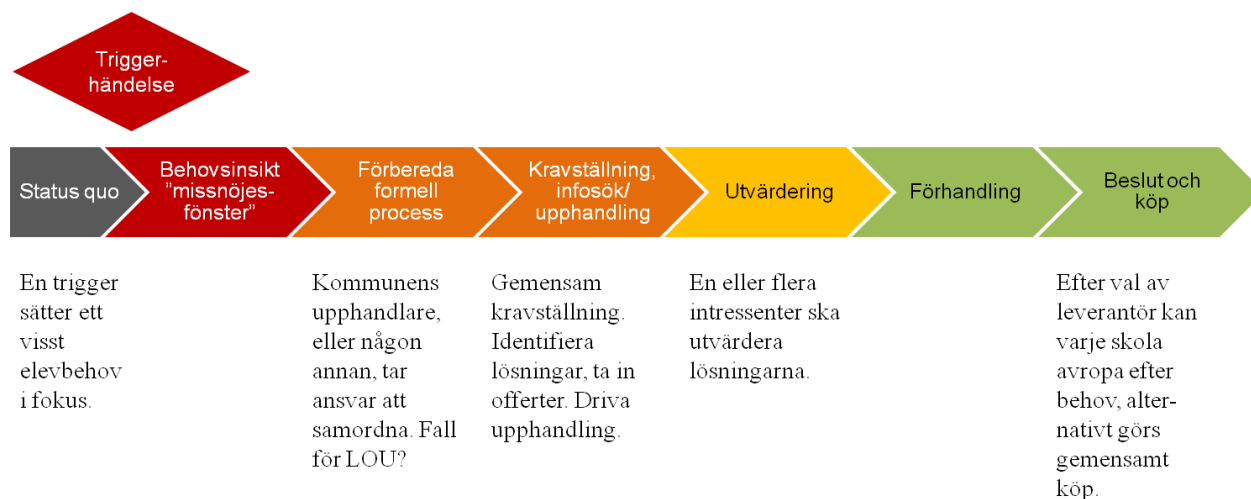 Trigger-
händelse
Status quo
Behovsinsikt
"missnöjes-
fönster"
Förbereda
formell
process
Kravställning,
infosök/
upphandling
Utvärdering
Förhandling
Beslut och
köp
En trigger
sätter ett
visst
elevbehov
i fokus.
Kommunens
upphandlare,
eller någon
annan, tar
ansvar att
samordna. Fall
för LOU?
Gemensam
kravställning.
Identifiera
lösningar, ta in
offerter. Driva
upphandling.
En eller flera
intressenter ska
utvärdera
lösningarna.
Efter val av
leverantör kan
varje skola
avropa efter
behov, alter-
nativt görs
gemensamt
köp.